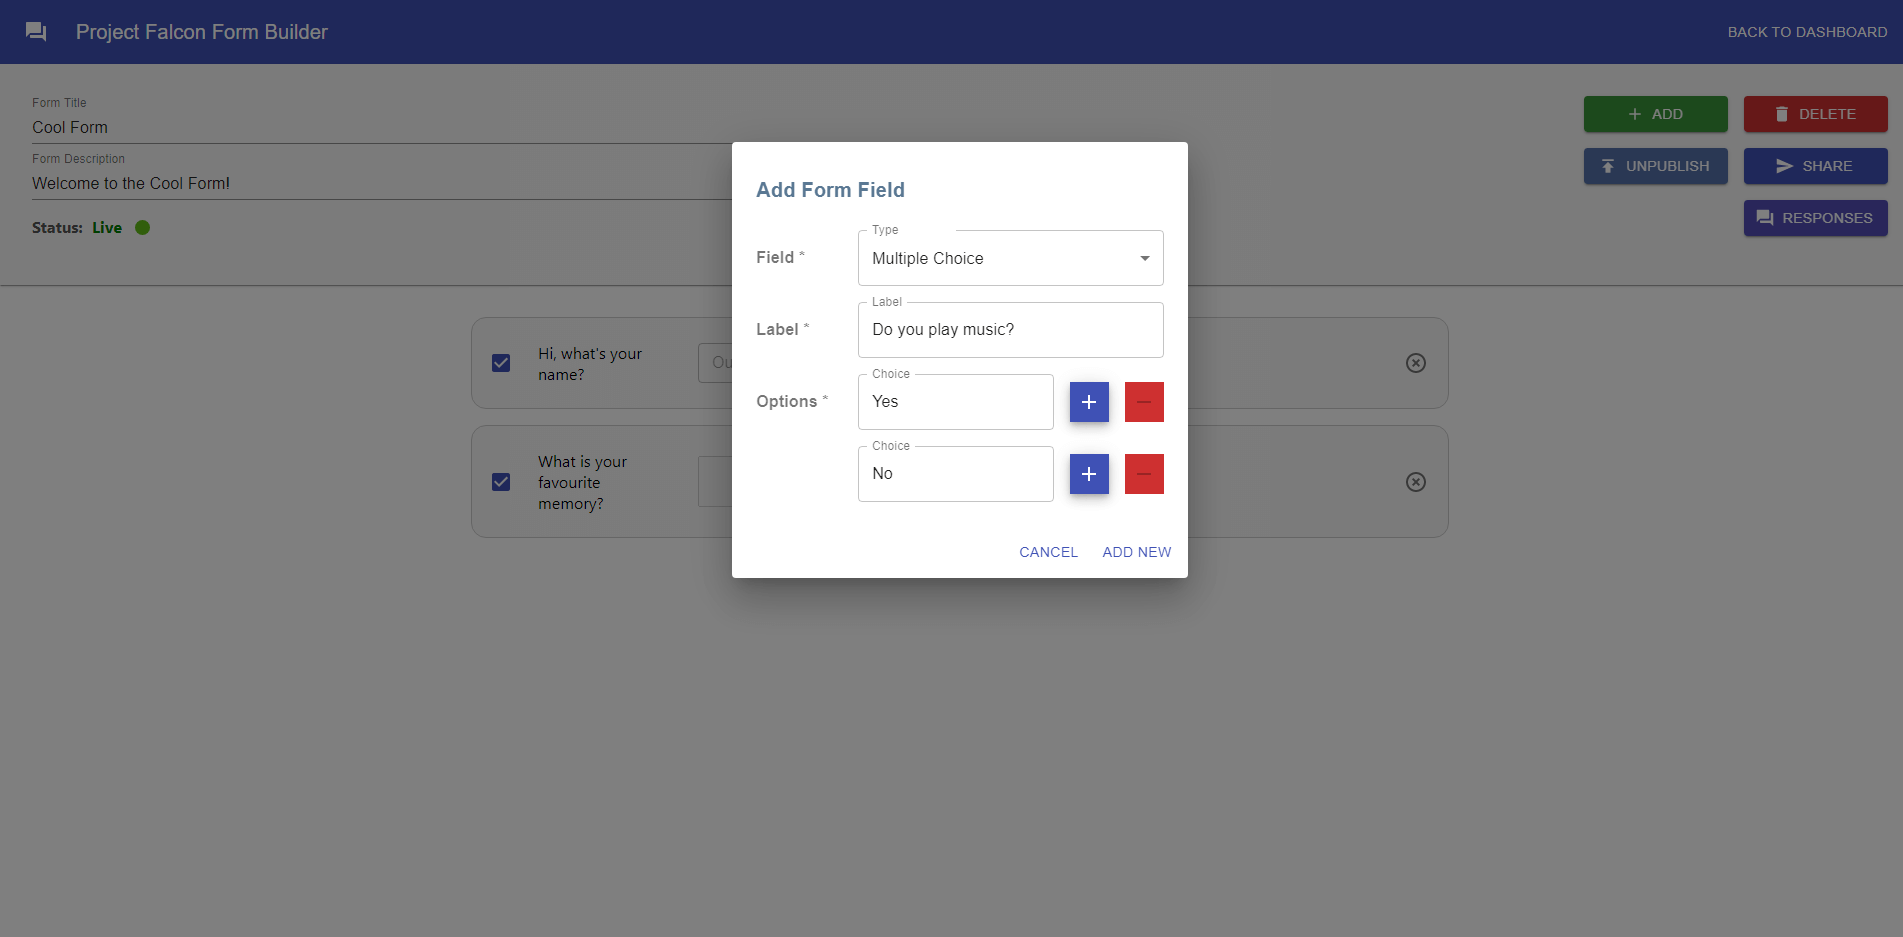 Project Falcon Form Builder
BACK TO DASHBOARD
Form Title
Cool Form
Form Description
Welcome to the Cool Form!
Status: Live
ADD
DELETE
UNPUBLISH
SHARE
RESPONSES
Hi, what's your
name?
What is your
favourite
memory?
Add Form Field
Field *
Type
Multiple Choice
Label *
Label
Do you play music?
Options *
Choice
Yes
Choice
No
CANCEL
ADD NEW